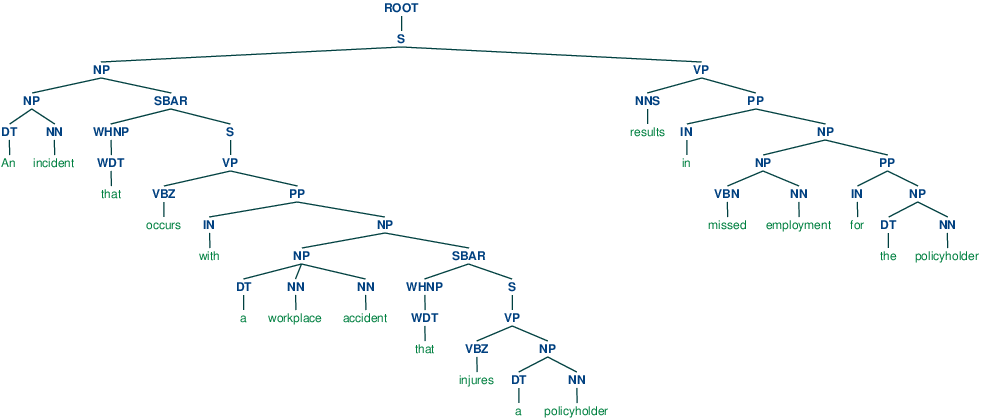 ROOT
S
NP VP
NP SBAR NNS PP
DT NN WHNP S results IN NP
An incident WDT VP in NP PP
that VBZ PP VBN NN IN NP
occurs IN NP missed employment for DT NN
with NP SBAR the policyholder
DT NN NN WHNP S
a workplace accident WDT VP
that VBZ NP
injures DT NN
a policyholder